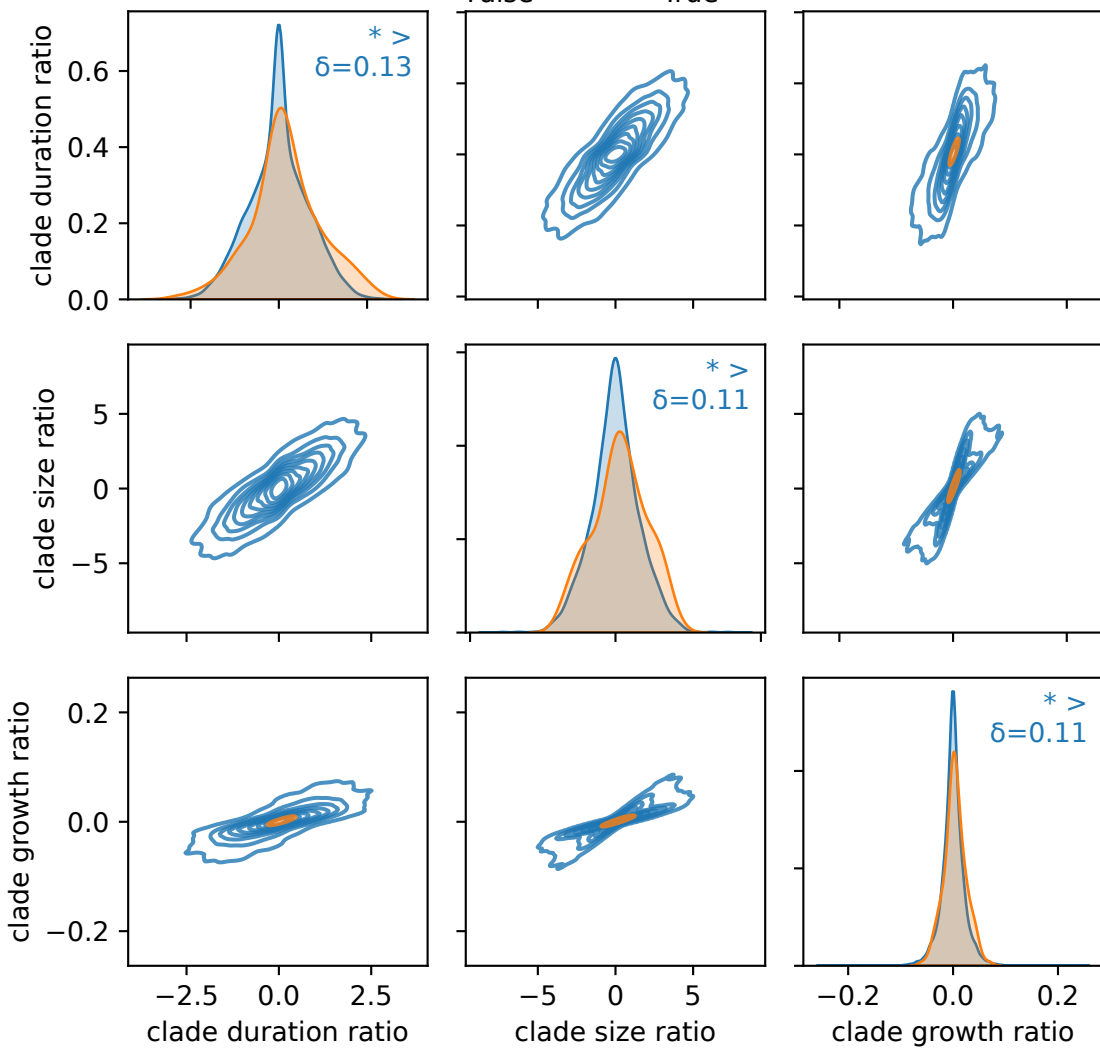 clade duration ratio
0.6
0.4
0.2
0.0
* >
δ=0.13
clade size ratio
5
0
−5
* >
δ=0.11
clade growth ratio
0.2
0.0
−0.2
* >
δ=0.11
−2.5 0.0 2.5
−5 0 5
−0.2 0.0 0.2
clade duration ratio
clade size ratio
clade growth ratio